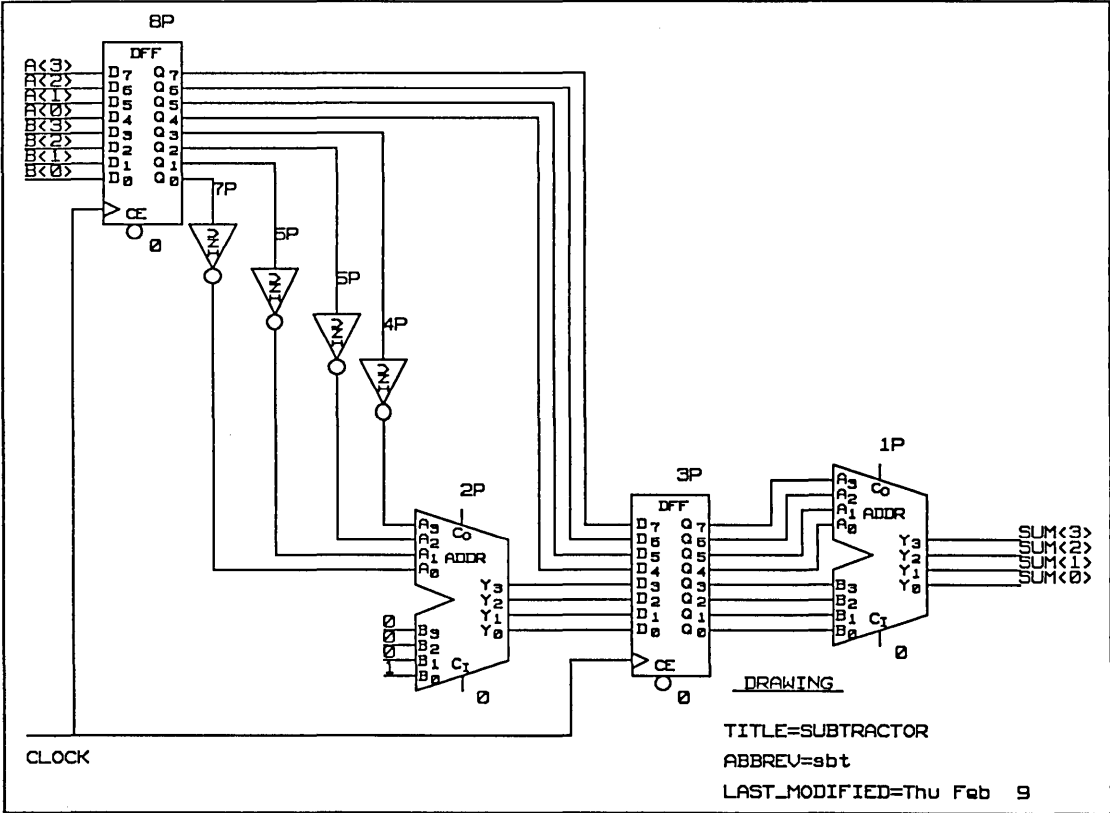 8P
DFF
A<3> D7 Q7
A<2> D6 Q6
A<1> D5 Q5
A<0> D4 Q4
B<3> D3 Q3
B<2> D2 Q2
B<1> D1 Q1
B<0> D0 Q0
CE
0
7P
INV
5P
INV
5P
INV
4P
INV
2P
CO
ADDR
A3
A2
A1
A0
Y3
Y2
Y1
Y0
0 B3
0 B2
0 B1
1 B0
CI
0
3P
DFF
D7 Q7
D6 Q6
D5 Q5
D4 Q4
D3 Q3
D2 Q2
D1 Q1
D0 Q0
CE
0
1P
CO
ADDR
A3
A2
A1
A0
B3
B2
B1
B0
CI
0
Y3 SUM<3>
Y2 SUM<2>
Y1 SUM<1>
Y0 SUM<0>
CLOCK
DRAWING
TITLE=SUBTRACTOR
ABBREV=sbt
LAST_MODIFIED=Thu Feb 9